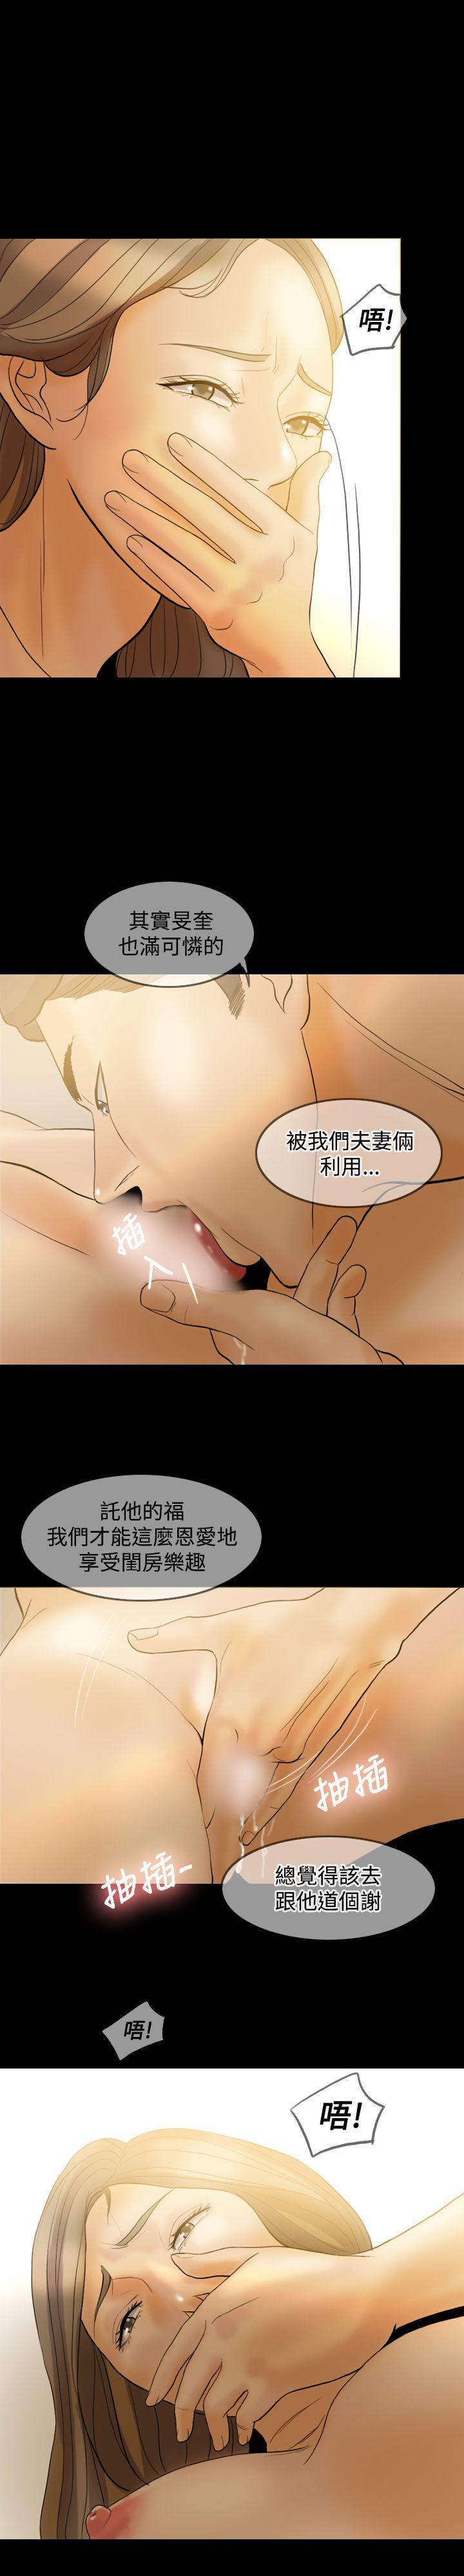 唔!
其實旻奎
也滿可憐的
被我們夫妻倆
利用...
插
入
託他的福
我們才能這麼恩愛地
享受閨房樂趣
抽插
抽插-
總覺得該去
跟他道個謝
唔!
唔!